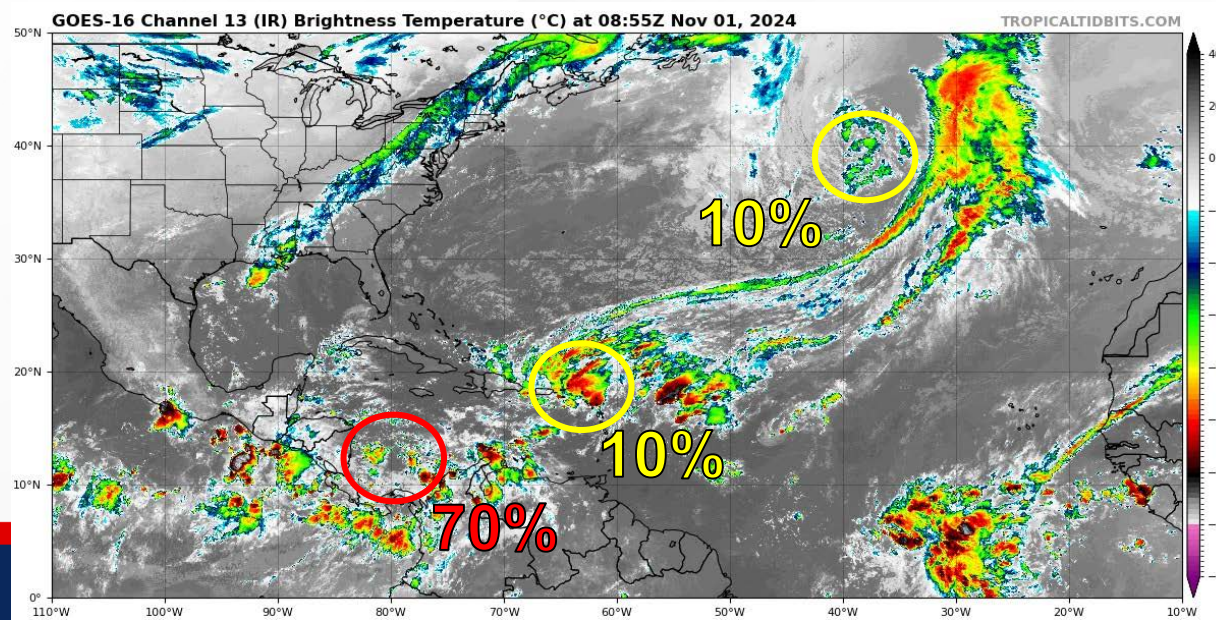 GOES-16 Channel 13 (IR) Brightness Temperature (°C) at 08:55Z Nov 01, 2024
TROPICALTIDBITS.COM
50°N
40°N
30°N
20°N
10°N
0°
110°W 100°W 90°W 80°W 70°W 60°W 50°W 40°W 30°W 20°W 10°W
10%
10%
70%
0